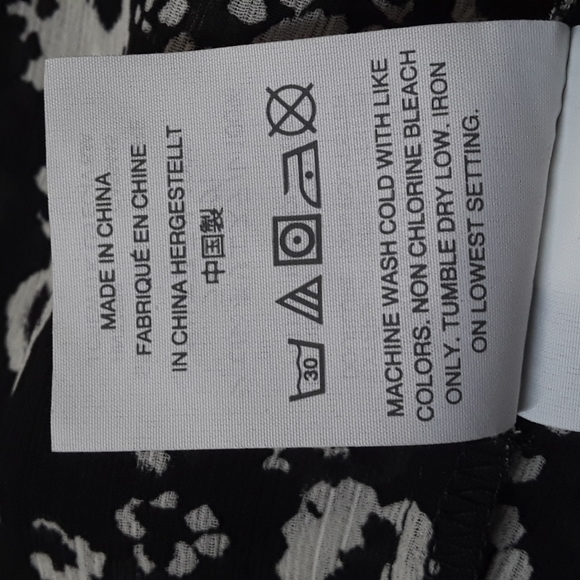 MADE IN CHINA
FABRIQUÉ EN CHINE
IN CHINA HERGESTELLT
中国製
30
MACHINE WASH COLD WITH LIKE
COLORS. NON CHLORINE BLEACH
ONLY. TUMBLE DRY LOW. IRON
ON LOWEST SETTING.